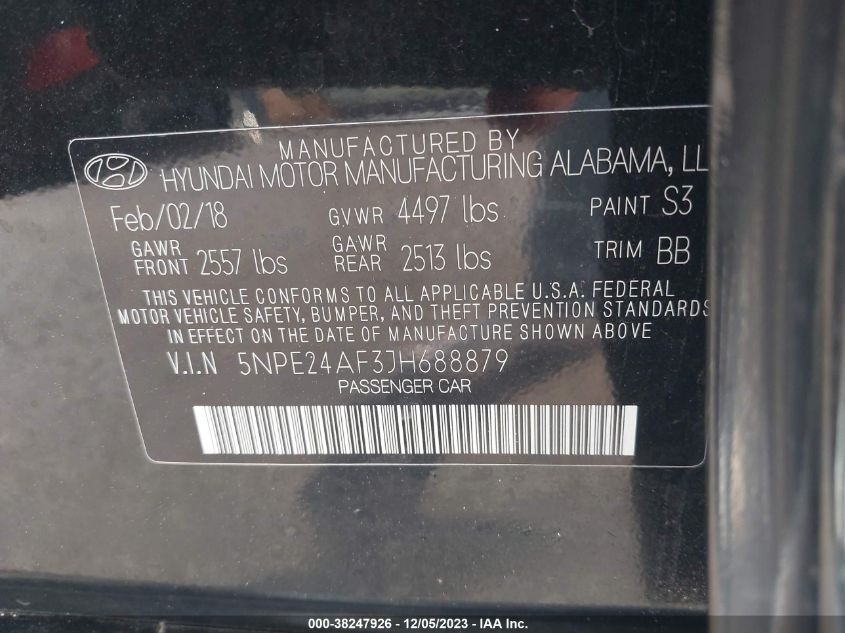 MANUFACTURED BY
HYUNDAI MOTOR MANUFACTURING ALABAMA, LL
Feb/02/18 GVWR 4497 lbs PAINT S3
GAWR FRONT 2557 lbs GAWR REAR 2513 lbs TRIM BB
THIS VEHICLE CONFORMS TO ALL APPLICABLE U.S.A. FEDERAL
MOTOR VEHICLE SAFETY, BUMPER, AND THEFT PREVENTION STANDARDS
IN EFFECT ON THE DATE OF MANUFACTURE SHOWN ABOVE
V.I.N 5NPE24AF3JH688879
PASSENGER CAR
000-38247926 - 12/05/2023 - IAA Inc.